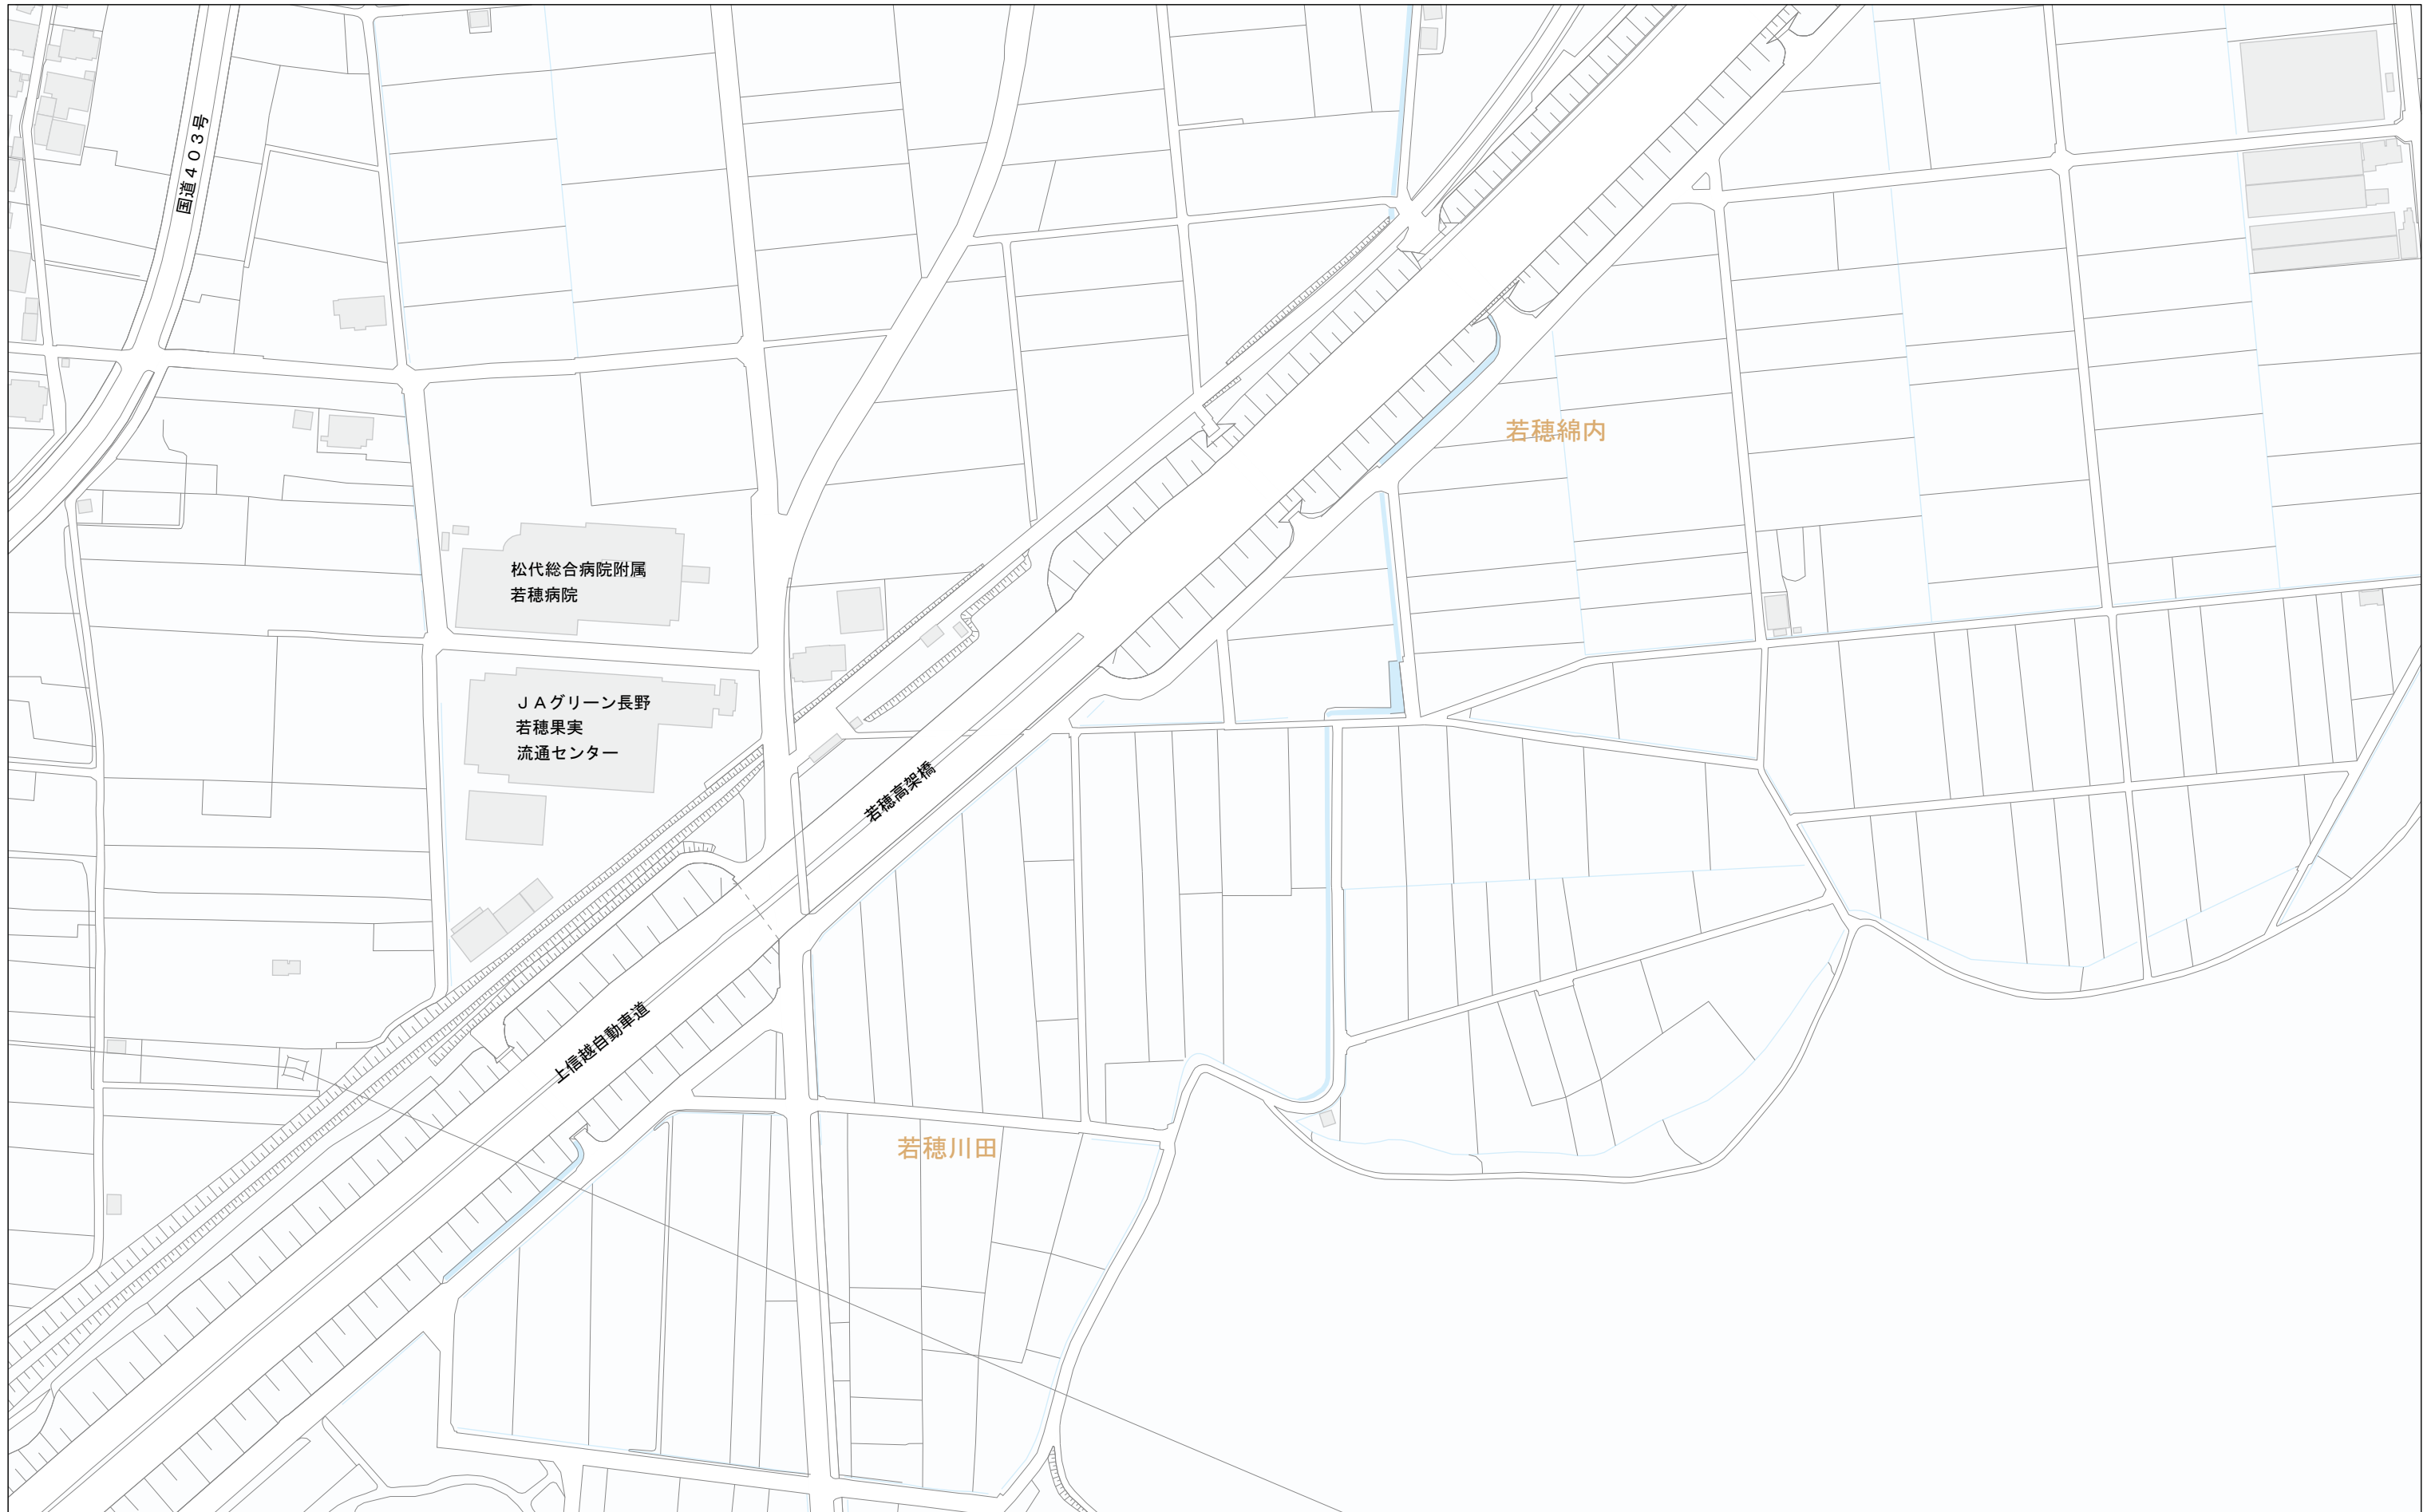 国道403号
若穂綿内
松代総合病院附属
若穂病院
JAグリーン長野
若穂果実
流通センター
若穂高架橋
上信越自動車道
若穂川田